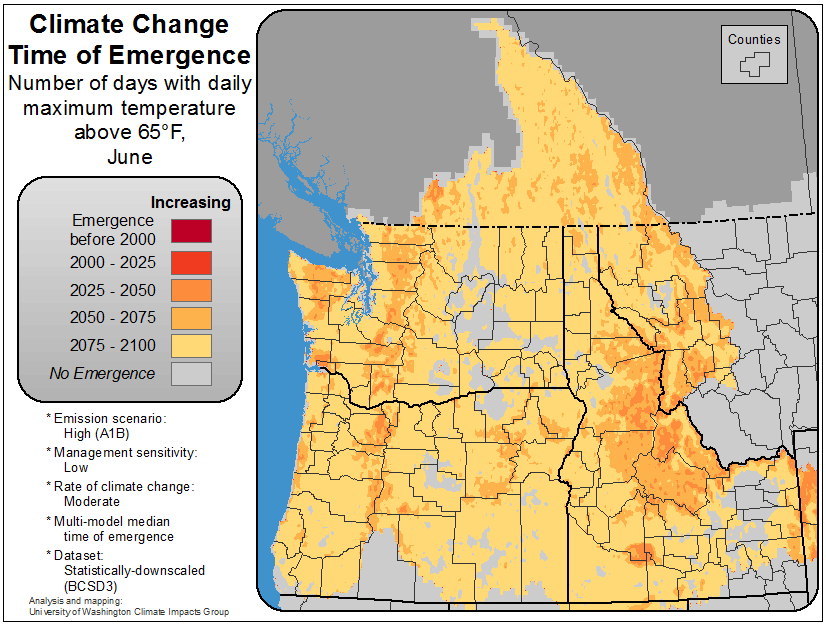 Climate Change
Time of Emergence
Number of days with daily
maximum temperature
above 65°F,
June
Increasing
Emergence
before 2000
2000 - 2025
2025 - 2050
2050 - 2075
2075 - 2100
No Emergence
* Emission scenario:
High (A1B)
* Management sensitivity:
Low
* Rate of climate change:
Moderate
* Multi-model median
time of emergence
* Dataset:
Statistically-downscaled
(BCSD3)
Analysis and mapping:
University of Washington Climate Impacts Group
Counties